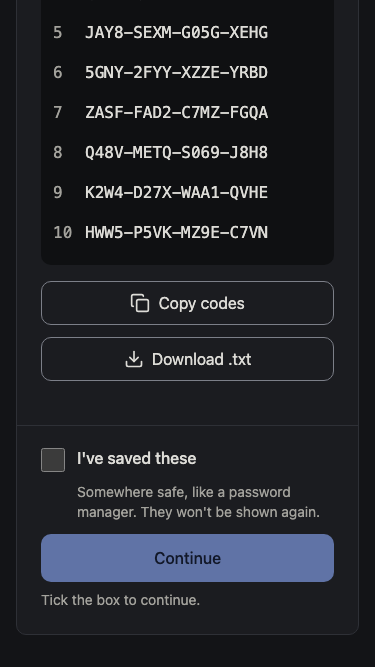 5 JAY8-SEXM-G05G-XEHG
6 5GNY-2FYY-XZZE-YRBD
7 ZASF-FAD2-C7MZ-FGQA
8 Q48V-METQ-S069-J8H8
9 K2W4-D27X-WAA1-QVHE
10 HWW5-P5VK-MZ9E-C7VN
Copy codes
Download .txt
I've saved these
Somewhere safe, like a password
manager. They won't be shown again.
Continue
Tick the box to continue.